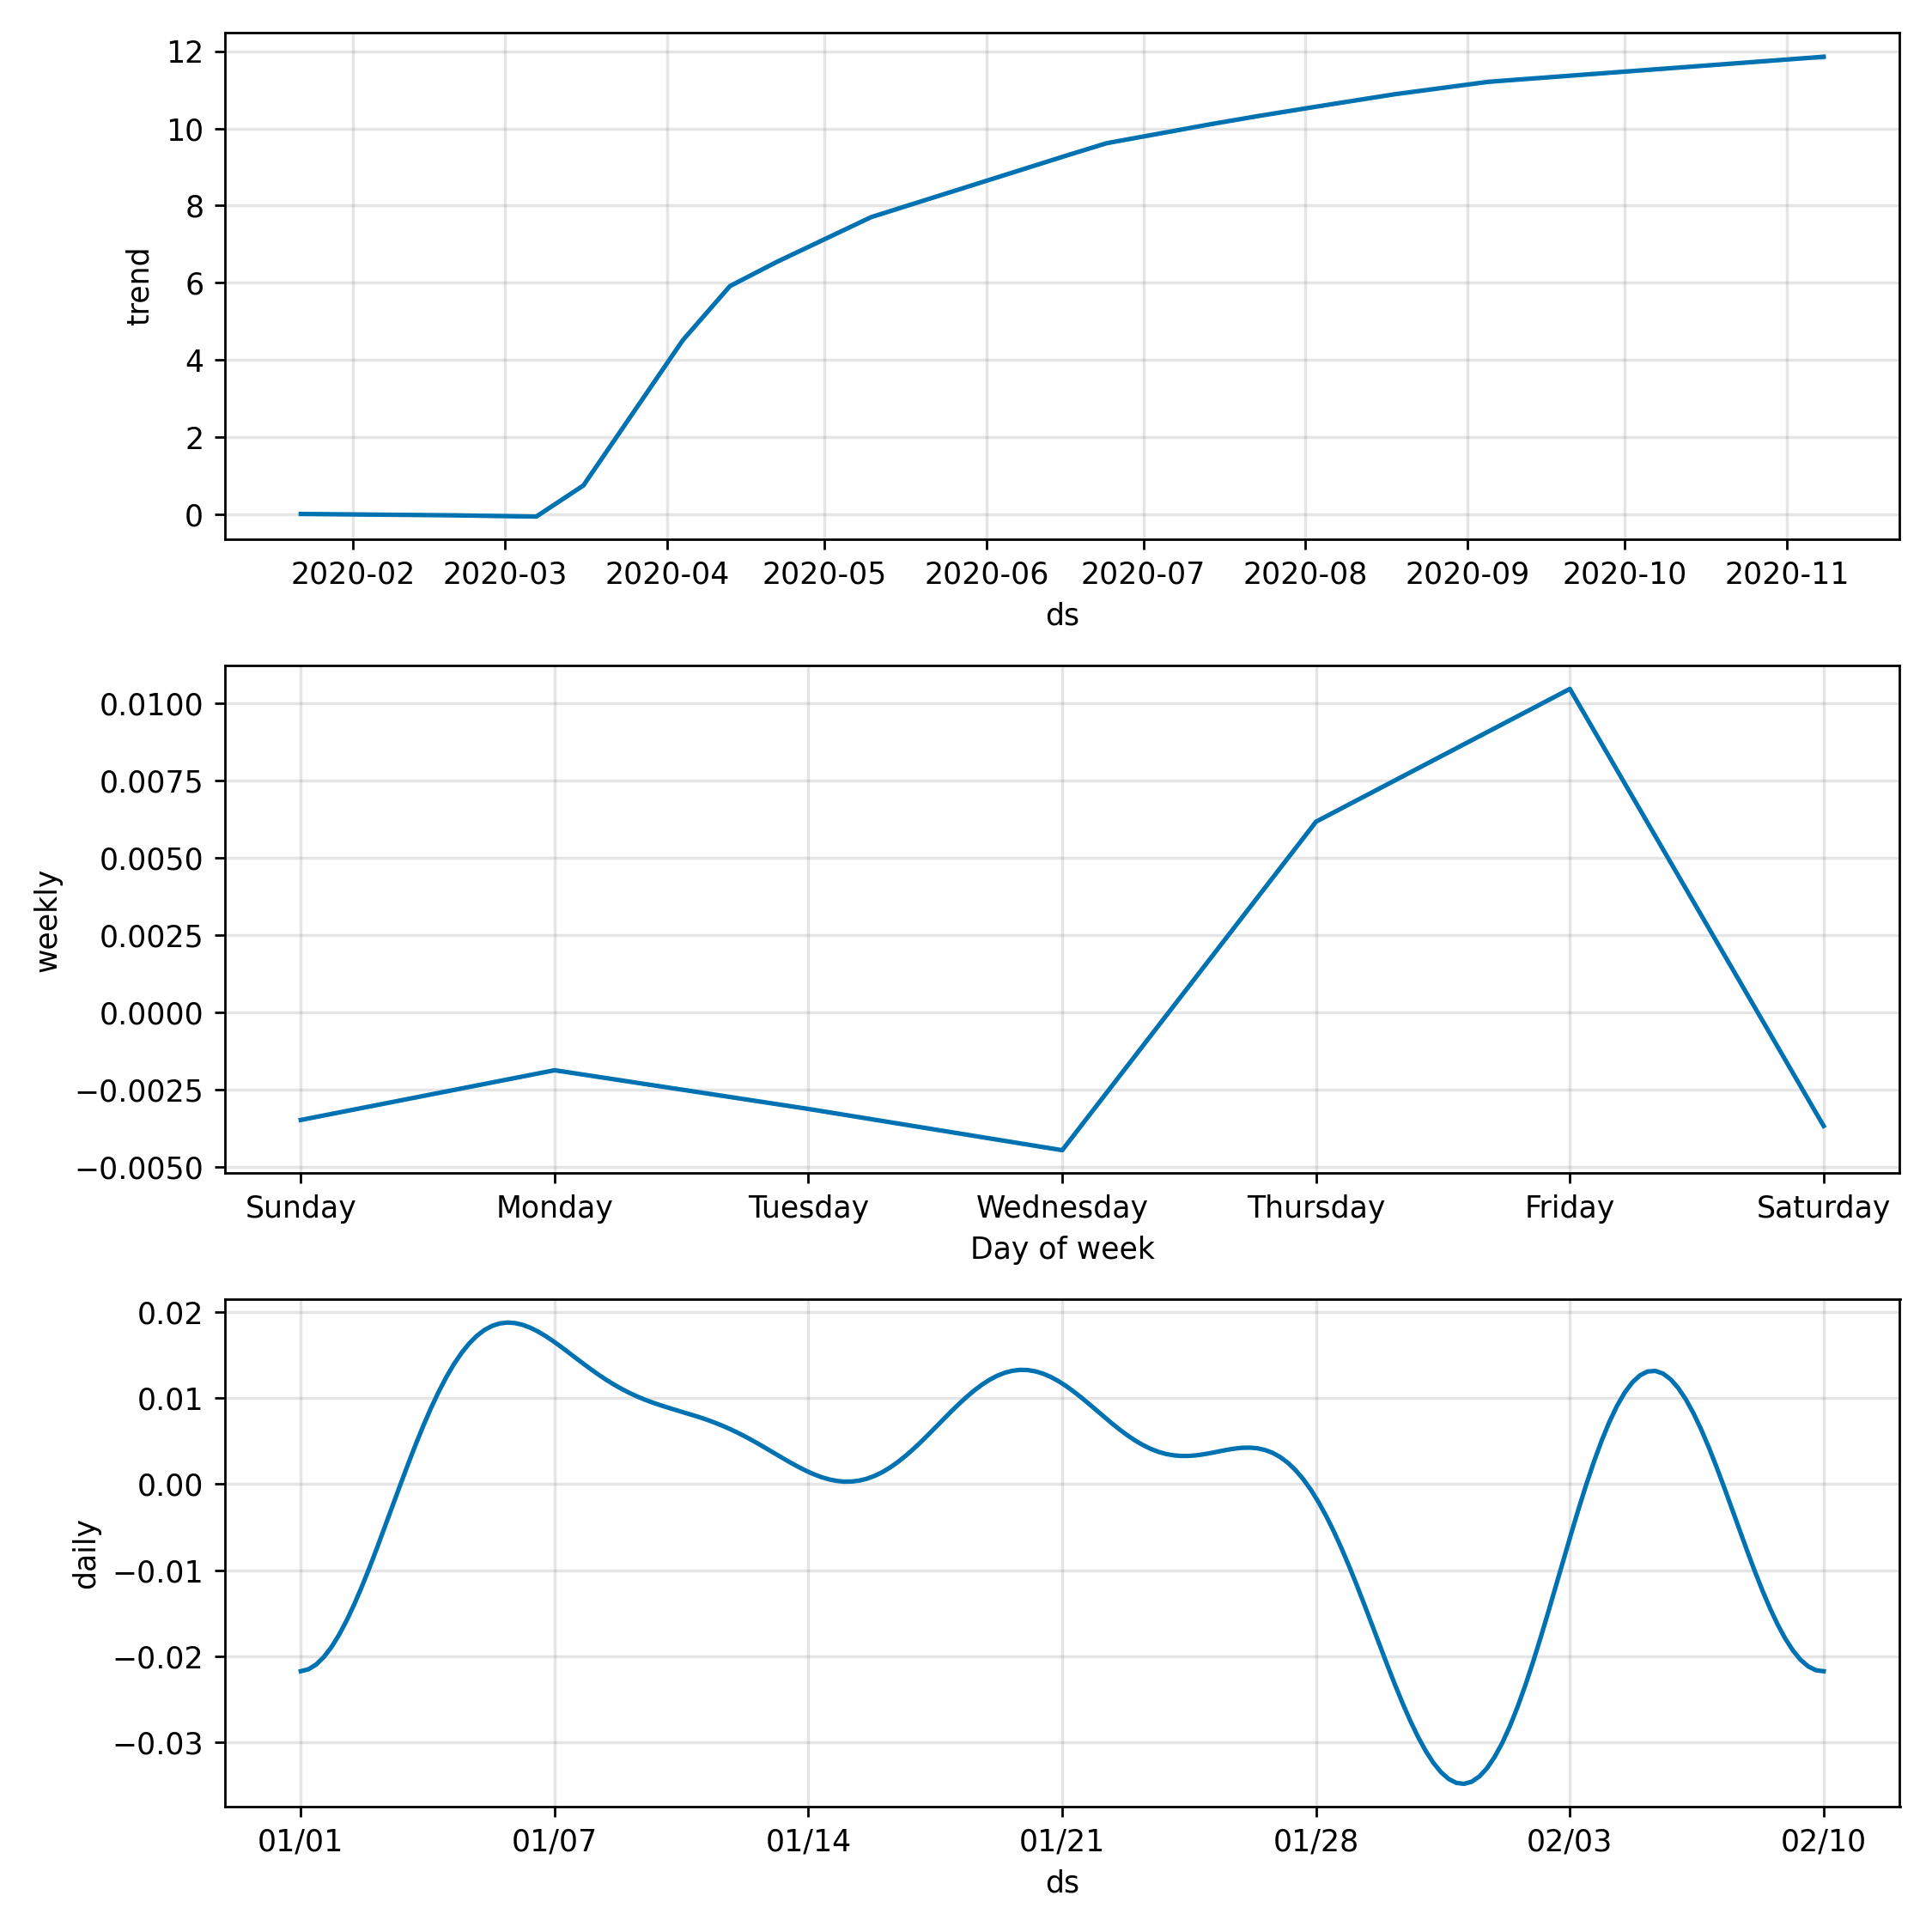 12
10
8
6
4
2
0
trend
2020-02 2020-03 2020-04 2020-05 2020-06 2020-07 2020-08 2020-09 2020-10 2020-11
ds
0.0100
0.0075
0.0050
0.0025
0.0000
−0.0025
−0.0050
weekly
Sunday Monday Tuesday Wednesday Thursday Friday Saturday
Day of week
0.02
0.01
0.00
−0.01
−0.02
−0.03
daily
01/01 01/07 01/14 01/21 01/28 02/03 02/10
ds